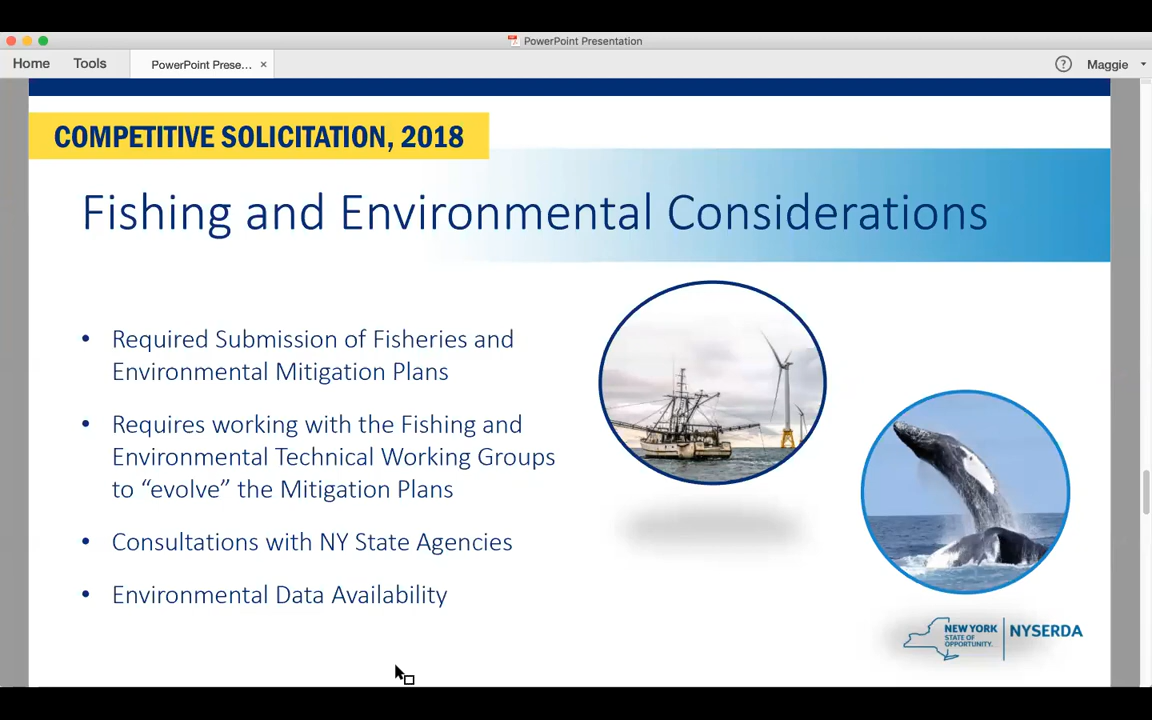 PowerPoint Presentation
Home
Tools
PowerPoint Prese...
×
?
Maggie
COMPETITIVE SOLICITATION, 2018
Fishing and Environmental Considerations
• Required Submission of Fisheries and
Environmental Mitigation Plans
• Requires working with the Fishing and
Environmental Technical Working Groups
to “evolve” the Mitigation Plans
• Consultations with NY State Agencies
• Environmental Data Availability
NEW YORK
STATE OF
OPPORTUNITY.
NYSERDA